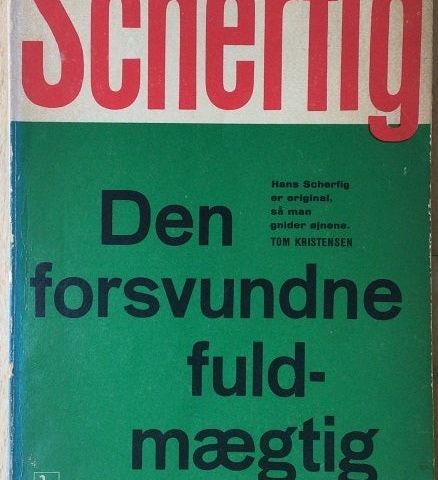 Scherfig
Hans Scherfig
er original,
så man
gnider øjnene.
TOM KRISTENSEN
Den
forsvundne
fuld-
mægtig